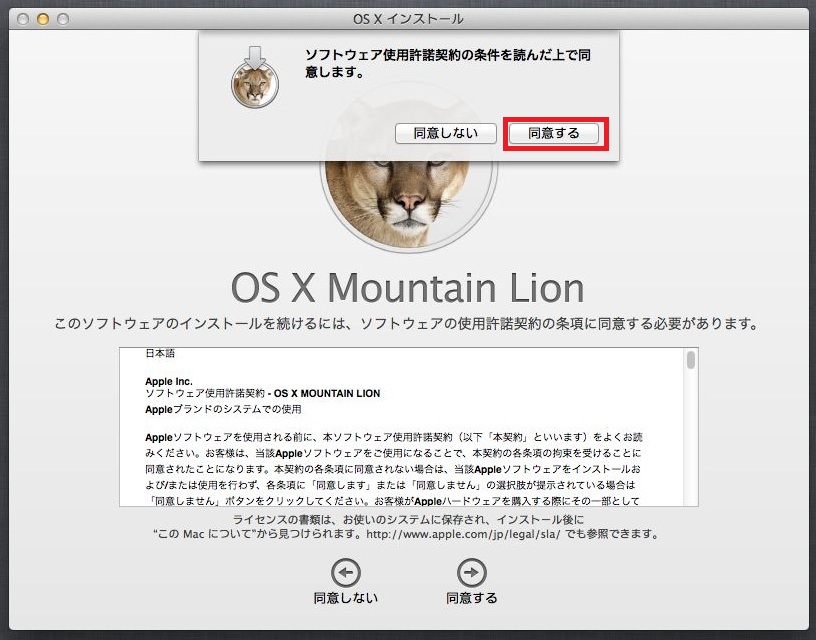 OS X インストール
ソフトウェア使用許諾契約の条件を読んだ上で同
意します。
同意しない 同意する
OS X Mountain Lion
このソフトウェアのインストールを続けるには、ソフトウェアの使用許諾契約の条項に同意する必要があります。
日本語
Apple Inc.
ソフトウェア使用許諾契約 - OS X MOUNTAIN LION
Appleブランドのシステムでの使用
Appleソフトウェアを使用される前に、本ソフトウェア使用許諾契約（以下「本契約」といいます）をよくお読
みください。お客様は、当該Appleソフトウェアをご使用になることで、本契約の各条項の拘束を受けることに
同意されたことになります。本契約の各条項に同意されない場合は、当該Appleソフトウェアをインストールお
よび/または使用を行わず、各条項に「同意します」または「同意しません」の選択肢が提示されている場合は
「同意しません」ボタンをクリックしてください。お客様がAppleハードウェアを購入する際にその一部として
ライセンスの書類は、お使いのシステムに保存され、インストール後に
“この Mac について”から見つけられます。http://www.apple.com/jp/legal/sla/ でも参照できます。
同意しない 同意する